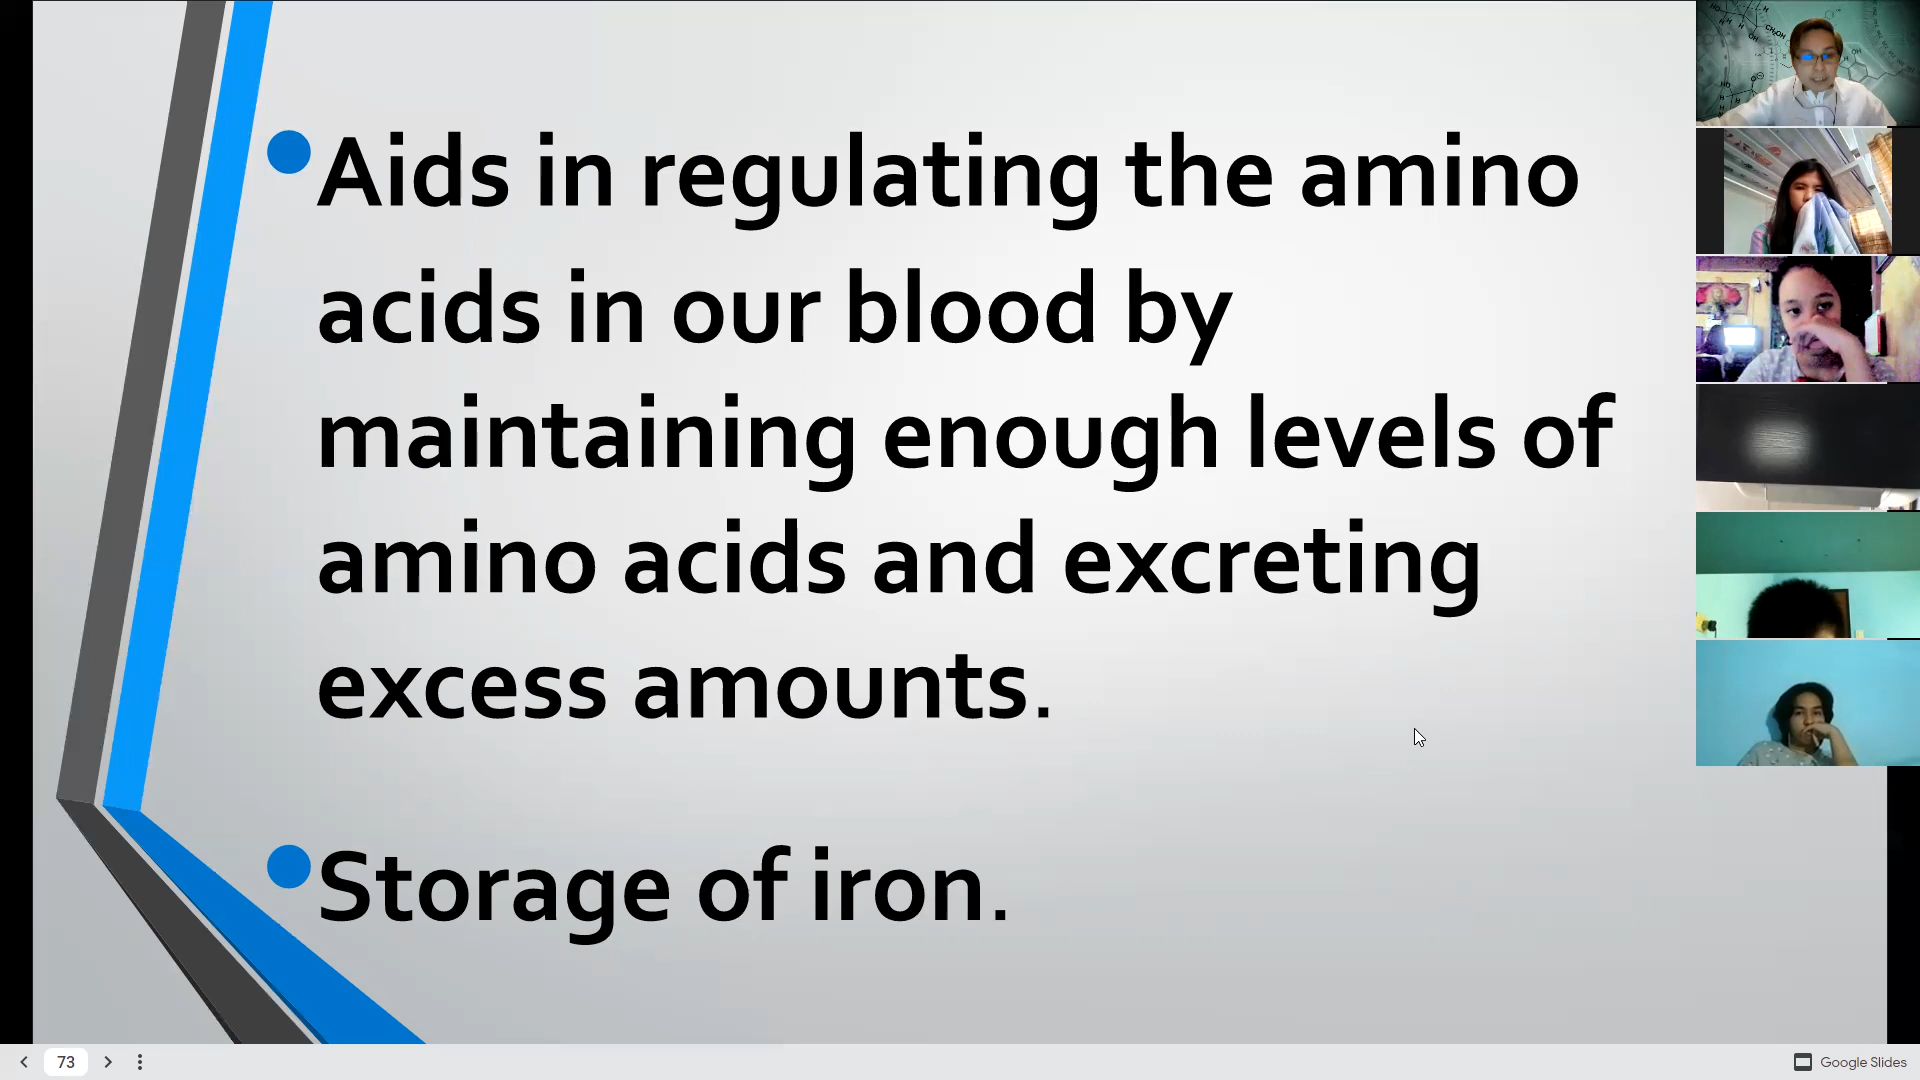 Aids in regulating the amino
acids in our blood by
maintaining enough levels of
amino acids and excreting
excess amounts.
Storage of iron.
73
Google Slides